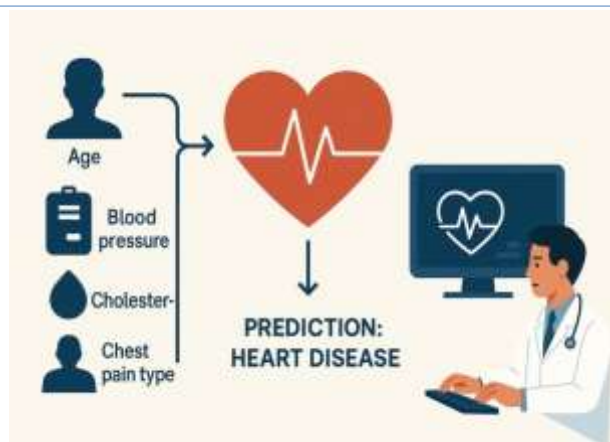 Age
Blood
pressure
Cholester-
Chest
pain type
PREDICTION:
HEART DISEASE